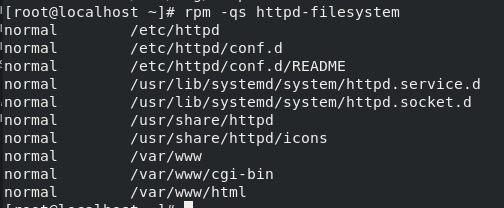 [root@localhost ~]# rpm -qs httpd-filesystem
normal        /etc/httpd
normal        /etc/httpd/conf.d
normal        /etc/httpd/conf.d/README
normal        /usr/lib/systemd/system/httpd.service.d
normal        /usr/lib/systemd/system/httpd.socket.d
normal        /usr/share/httpd
normal        /usr/share/httpd/icons
normal        /var/www
normal        /var/www/cgi-bin
normal        /var/www/html
[root@localhost ~]#